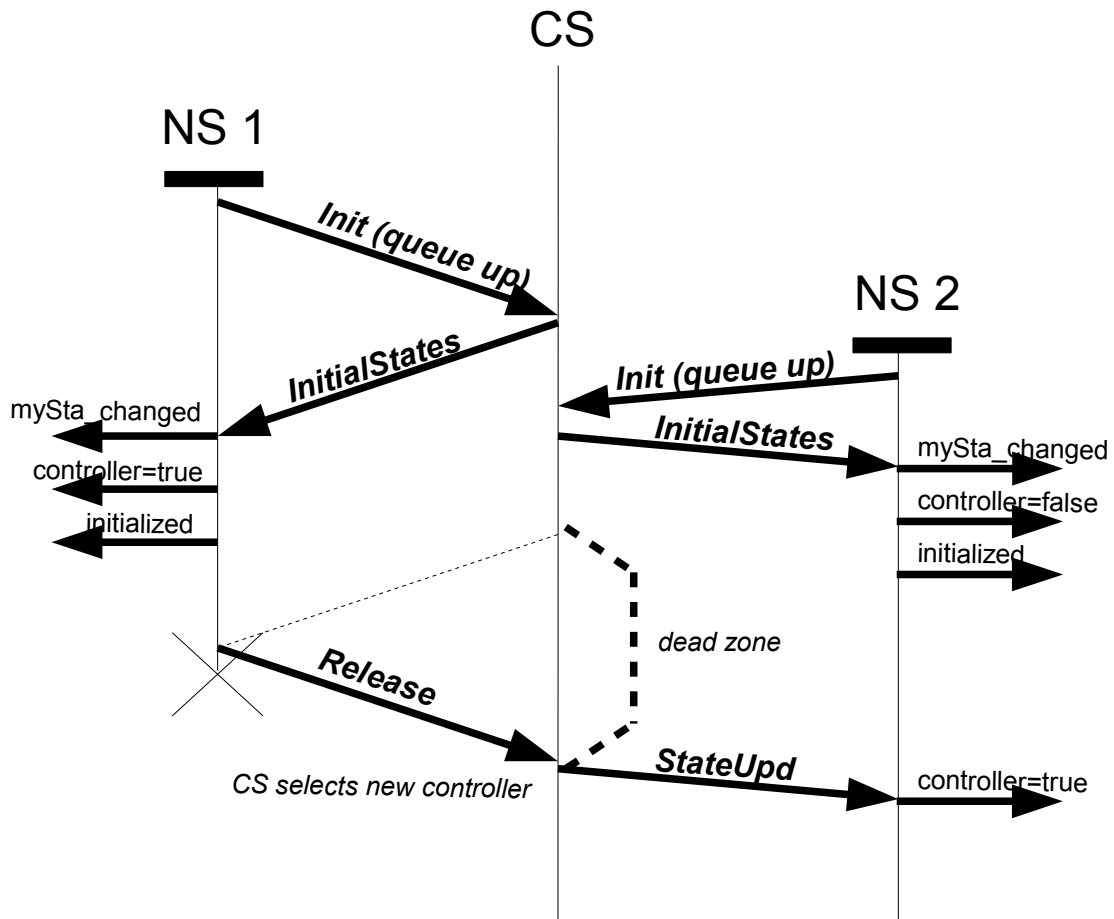 CS
NS 1
Init (queue up)
NS 2
InitialStates
Init (queue up)
mySta_changed
InitialStates
mySta_changed
controller=true
controller=false
initialized
initialized
dead zone
Release
StateUpd
CS selects new controller
controller=true